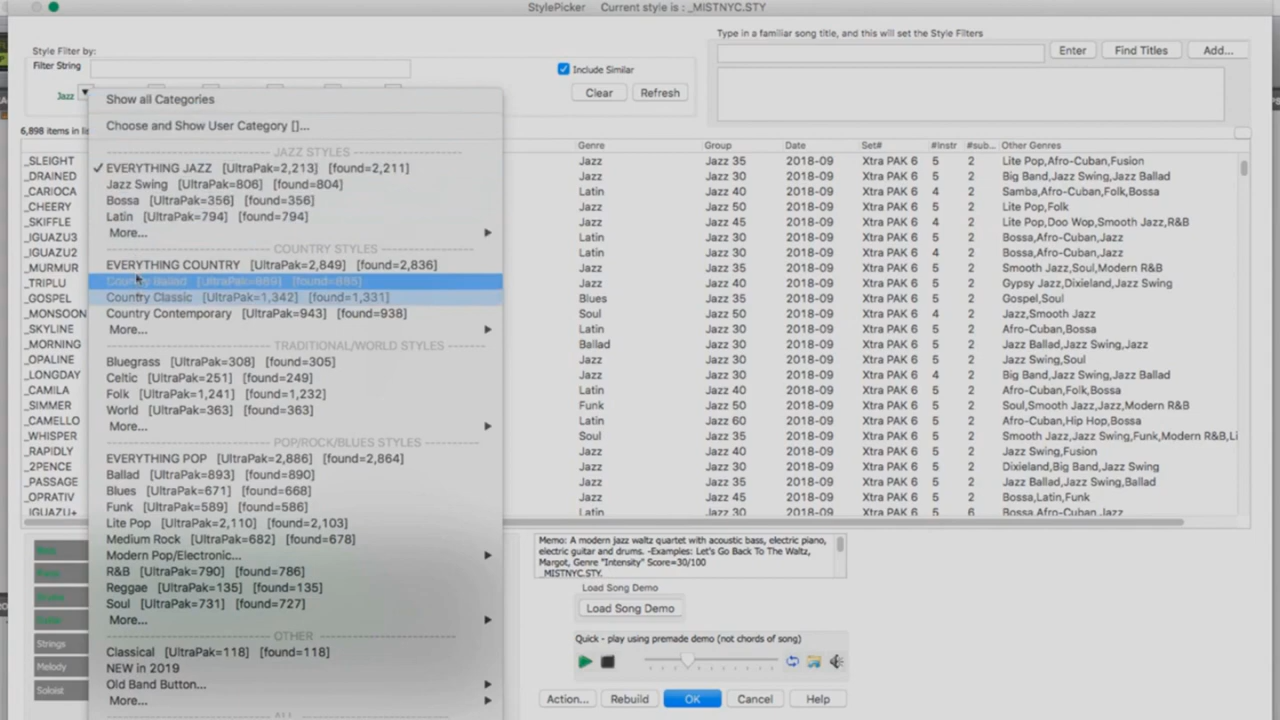 StylePicker Current style is : _MISTNYC.STY
Type in a familiar song title, and this will set the Style Filters
Style Filter by:
Filter String
Include Similar
Enter
Find Titles
Add...
Jazz
Clear
Refresh
Show all Categories
Choose and Show User Category []...
JAZZ STYLES
✓ EVERYTHING JAZZ [UltraPak=2,213] [found=2,211]
Jazz Swing [UltraPak=806] [found=804]
Bossa [UltraPak=356] [found=356]
Latin [UltraPak=794] [found=794]
More...
COUNTRY STYLES
EVERYTHING COUNTRY [UltraPak=2,849] [found=2,836]
Country Ballad [UltraPak=889] [found=885]
Country Classic [UltraPak=1,342] [found=1,331]
Country Contemporary [UltraPak=943] [found=938]
More...
TRADITIONAL/WORLD STYLES
Bluegrass [UltraPak=308] [found=305]
Celtic [UltraPak=251] [found=249]
Folk [UltraPak=1,241] [found=1,232]
World [UltraPak=363] [found=363]
More...
POP/ROCK/BLUES STYLES
EVERYTHING POP [UltraPak=2,886] [found=2,864]
Ballad [UltraPak=893] [found=890]
Blues [UltraPak=671] [found=668]
Funk [UltraPak=589] [found=586]
Lite Pop [UltraPak=2,110] [found=2,103]
Medium Rock [UltraPak=682] [found=678]
Modern Pop/Electronic...
R&B [UltraPak=790] [found=786]
Reggae [UltraPak=135] [found=135]
Soul [UltraPak=731] [found=727]
More...
OTHER
Classical [UltraPak=118] [found=118]
NEW in 2019
Old Band Button...
More...
ALL
6,898 items in li
Genre Group Date Set# #Instr #sub... Other Genres
_SLEIGHT Jazz Jazz 35 2018-09 Xtra PAK 6 5 2 Lite Pop,Afro-Cuban,Fusion
_DRAINED Jazz Jazz 30 2018-09 Xtra PAK 6 5 2 Big Band,Jazz Swing,Jazz Ballad
_CARIOCA Latin Jazz 40 2018-09 Xtra PAK 6 4 2 Samba,Afro-Cuban,Folk,Bossa
_CHEERY Jazz Jazz 50 2018-09 Xtra PAK 6 5 2 Lite Pop,Folk
_SKIFFLE Jazz Jazz 45 2018-09 Xtra PAK 6 4 2 Lite Pop,Doo Wop,Smooth Jazz,R&B
_IGUAZU3 Latin Jazz 30 2018-09 Xtra PAK 6 5 2 Bossa,Afro-Cuban,Jazz
_IGUAZU2 Latin Jazz 30 2018-09 Xtra PAK 6 4 2 Bossa,Afro-Cuban,Jazz
_MURMUR Jazz Jazz 30 2018-09 Xtra PAK 6 5 2 Smooth Jazz,Soul,Modern R&B
_TRIPLU Jazz Jazz 40 2018-09 Xtra PAK 6 4 2 Gypsy Jazz,Dixieland,Jazz Swing
_GOSPEL Blues Jazz 35 2018-09 Xtra PAK 6 5 2 Gospel,Soul
_MONSOON Soul Jazz 50 2018-09 Xtra PAK 6 4 2 Jazz,Smooth Jazz
_SKYLINE Latin Jazz 30 2018-09 Xtra PAK 6 5 2 Afro-Cuban,Bossa
_MORNING Ballad Jazz 30 2018-09 Xtra PAK 6 5 2 Jazz Ballad,Jazz Swing,Jazz
_OPALINE Jazz Jazz 35 2018-09 Xtra PAK 6 5 2 Jazz Swing,Soul
_LONGDAY Jazz Jazz 30 2018-09 Xtra PAK 6 4 2 Big Band,Jazz Swing,Jazz Ballad
_CAMILA Latin Jazz 40 2018-09 Xtra PAK 6 5 2 Afro-Cuban,Folk,Bossa
_SIMMER Funk Jazz 50 2018-09 Xtra PAK 6 5 2 Soul,Smooth Jazz,Jazz,Modern R&B
_CAMELLO Latin Jazz 60 2018-09 Xtra PAK 6 5 2 Afro-Cuban,Hip Hop,Bossa
_WHISPER Soul Jazz 35 2018-09 Xtra PAK 6 5 2 Smooth Jazz,Jazz Swing,Funk,Modern R&B,Li
_RAPIDLY Jazz Jazz 35 2018-09 Xtra PAK 6 5 2 Jazz Swing,Fusion
_2PENCE Jazz Jazz 30 2018-09 Xtra PAK 6 5 2 Dixieland,Big Band,Jazz Swing
_PASSAGE Jazz Jazz 30 2018-09 Xtra PAK 6 5 2 Jazz Ballad,Jazz Swing,Ballad
_OPRATIV Jazz Jazz 45 2018-09 Xtra PAK 6 5 2 Bossa,Latin,Funk
_IGUAZU+ Latin Jazz 30 2018-09 Xtra PAK 6 5 6 Bossa,Afro-Cuban,Jazz
Strings
Melody
Soloist
Memo: A modern jazz waltz quartet with acoustic bass, electric piano,
electric guitar and drums. -Examples: Let's Go Back To The Waltz,
Margot, Genre "Intensity" Score=30/100
_MISTNYC.STY.
Load Song Demo
Load Song Demo
Quick - play using premade demo (not chords of song)
Action...
Rebuild
OK
Cancel
Help